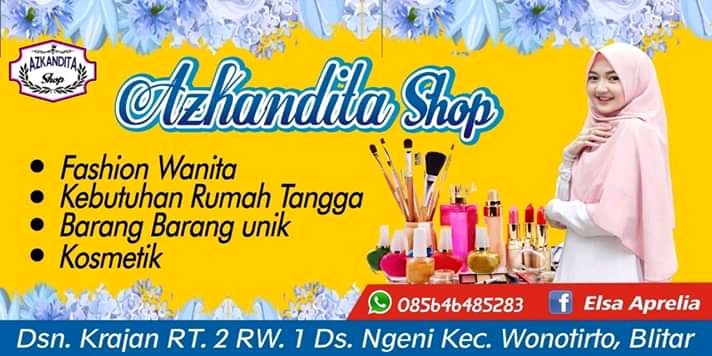 AZKANDITA
Shop
Azkandita Shop
• Fashion Wanita
• Kebutuhan Rumah Tangga
• Barang Barang unik
• Kosmetik
085646485283
f Elsa Aprelia
Dsn. Krajan RT. 2 RW. 1 Ds. Ngeni Kec. Wonotirto, Blitar